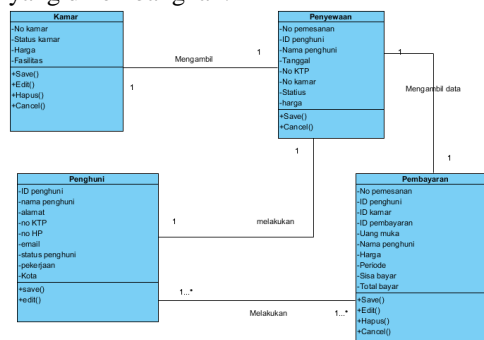 Kamar
-No kamar
-Status kamar
-Harga
-Fasilitas
+Save()
+Edit()
+Hapus()
+Cancel()
1
Mengambil
1
Penyewaan
-No pemesanan
-ID penghuni
-Nama penghuni
-Tanggal
-No KTP
-No kamar
-Statius
-harga
+Save()
+Cancel()
1
Mengambil data
1
1
melakukan
1
Penghuni
-ID penghuni
-nama penghuni
-alamat
-no KTP
-no HP
-email
-status penghuni
-pekerjaan
-Kota
+save()
+edit()
1...*
Melakukan
1...*
Pembayaran
-No pemesanan
-ID penghuni
-ID kamar
-ID pembayaran
-Uang muka
-Nama penghuni
-Harga
-Periode
-Sisa bayar
-Total bayar
+Save()
+Edit()
+Hapus()
+Cancel()